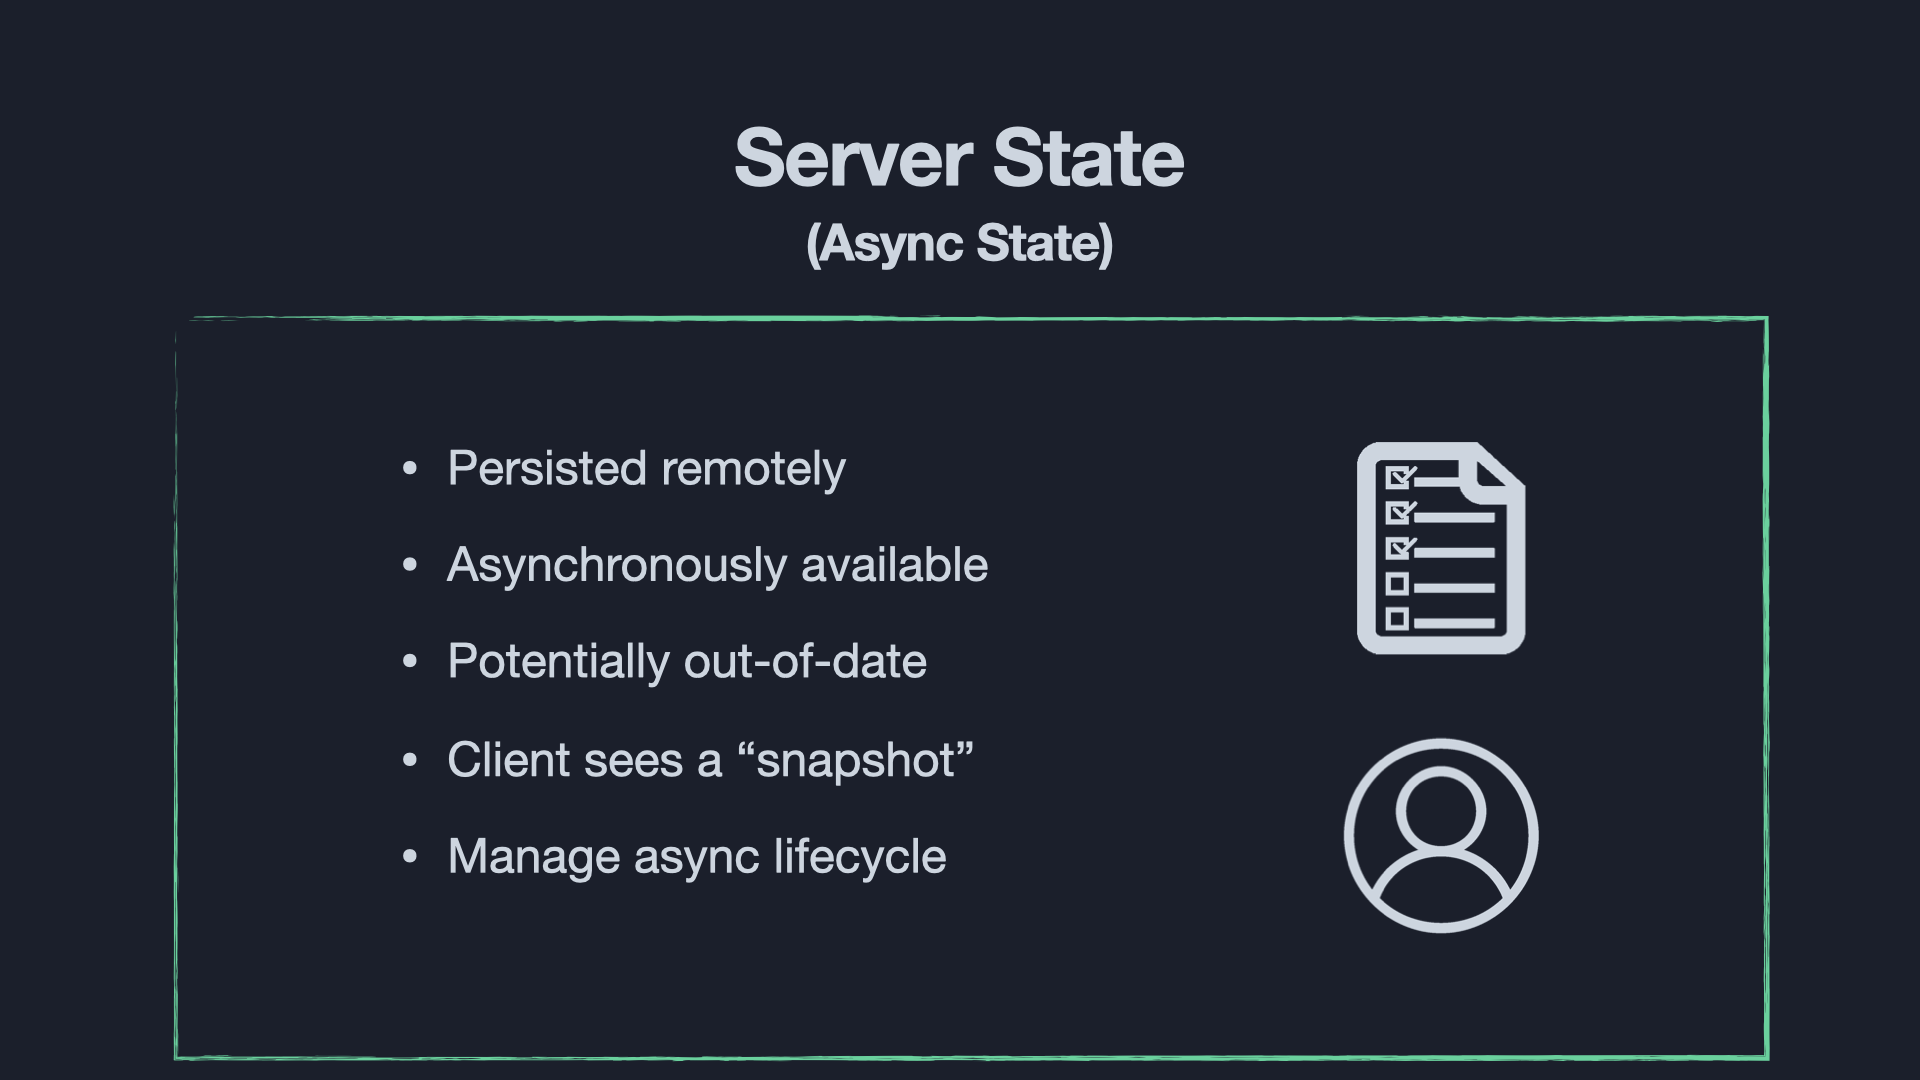 Server State
(Async State)
• Persisted remotely
• Asynchronously available
• Potentially out-of-date
• Client sees a “snapshot”
• Manage async lifecycle